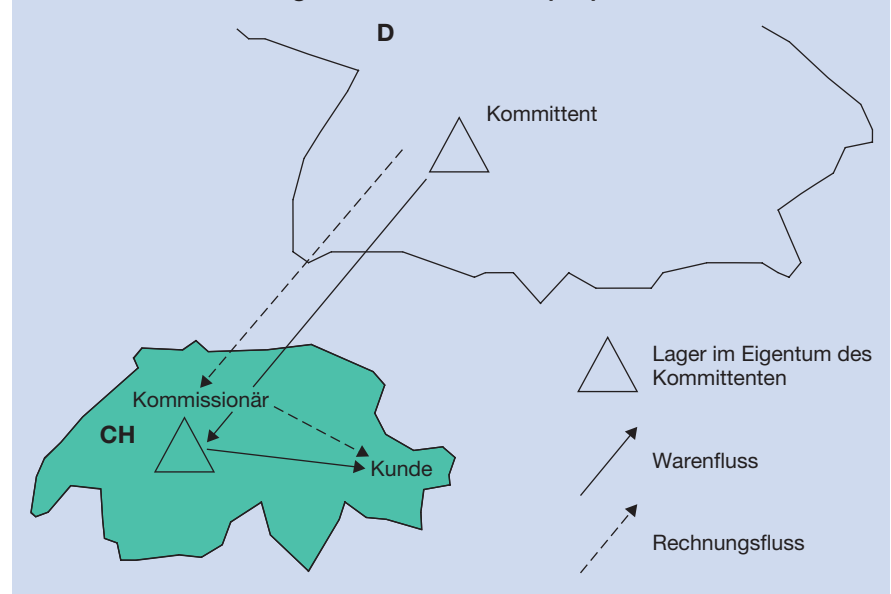 D
Kommittent
Lager im Eigentum des
Kommittenten
Kommissionär
CH
Kunde
Warenfluss
Rechnungsfluss